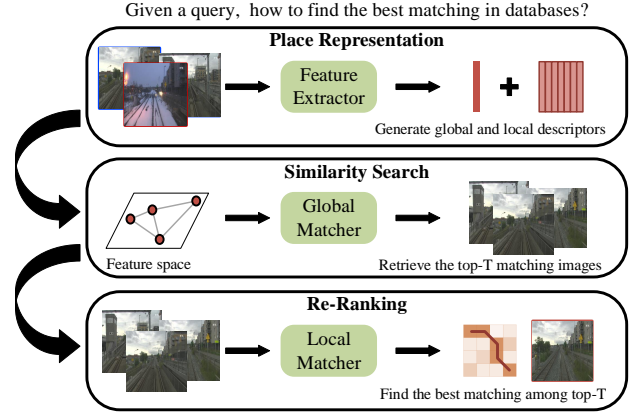 Given a query, how to find the best matching in databases?
Place Representation
Feature
Extractor
Generate global and local descriptors
Similarity Search
Global
Matcher
Feature space
Retrieve the top-T matching images
Re-Ranking
Local
Matcher
Find the best matching among top-T